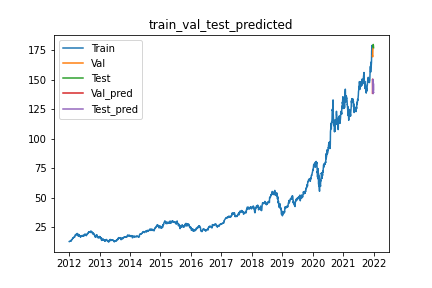 train_val_test_predicted
Train
Val
Test
Val_pred
Test_pred
175
150
125
100
75
50
25
2012 2013 2014 2015 2016 2017 2018 2019 2020 2021 2022